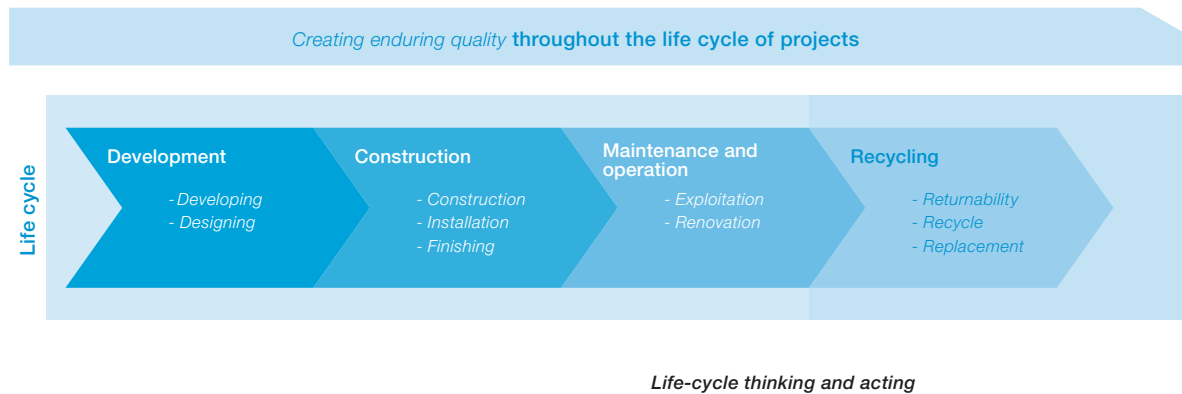 Creating enduring quality throughout the life cycle of projects
Life cycle
Development
- Developing
- Designing
Construction
- Construction
- Installation
- Finishing
Maintenance and
operation
- Exploitation
- Renovation
Recycling
- Returnability
- Recycle
- Replacement
Life-cycle thinking and acting